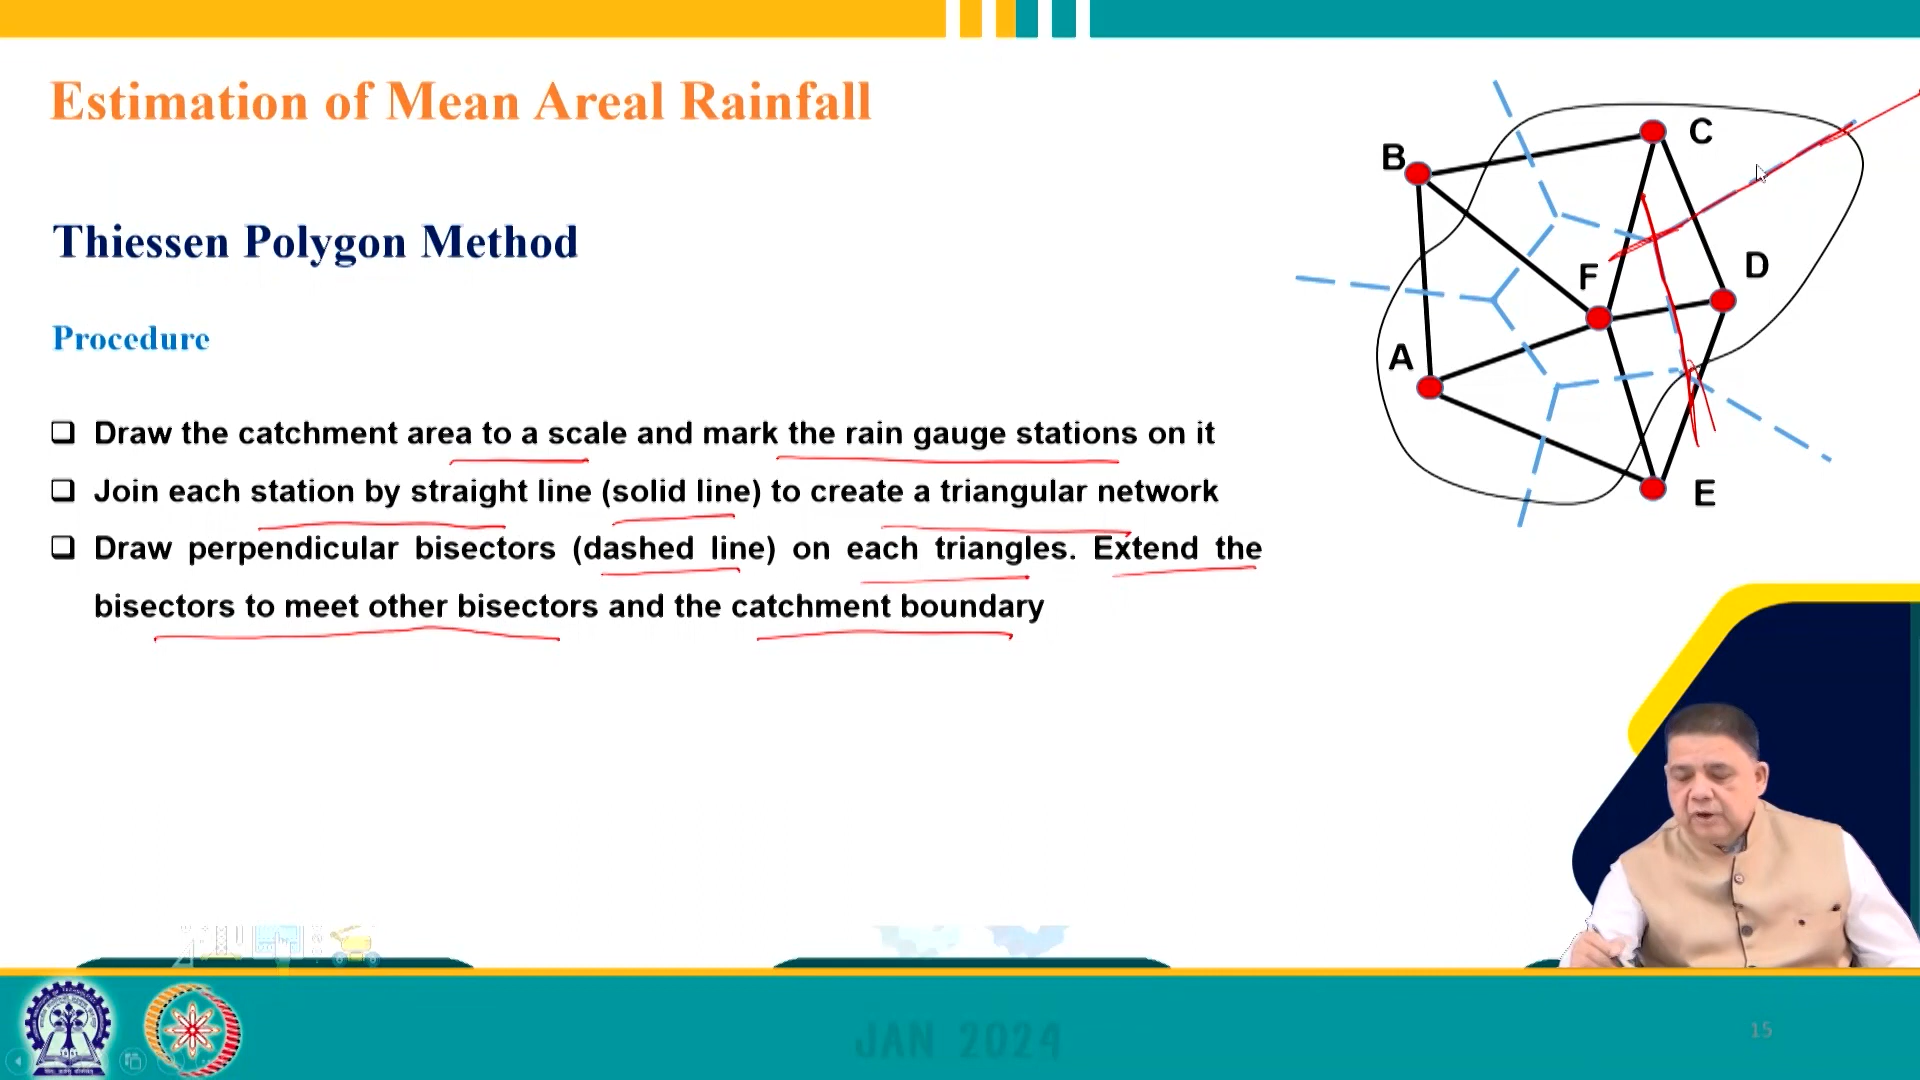 Estimation of Mean Areal Rainfall
Thiessen Polygon Method
Procedure
❑ Draw the catchment area to a scale and mark the rain gauge stations on it
❑ Join each station by straight line (solid line) to create a triangular network
❑ Draw perpendicular bisectors (dashed line) on each triangles. Extend the
bisectors to meet other bisectors and the catchment boundary
B
C
F
D
A
E
JAN 2024
15